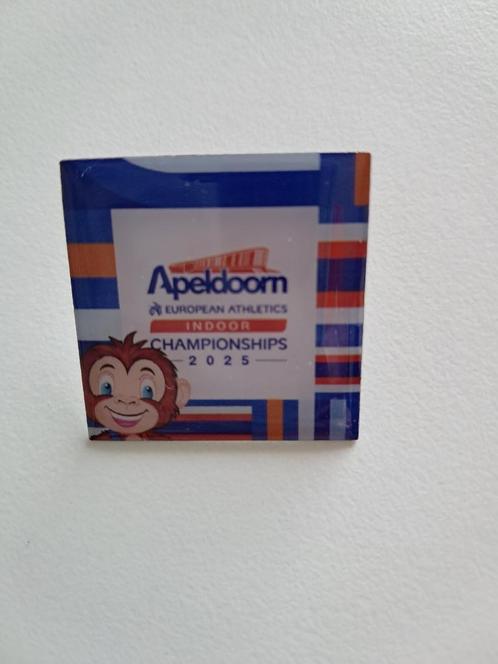 Apeldoorn
EUROPEAN ATHLETICS
INDOOR
CHAMPIONSHIPS
2025